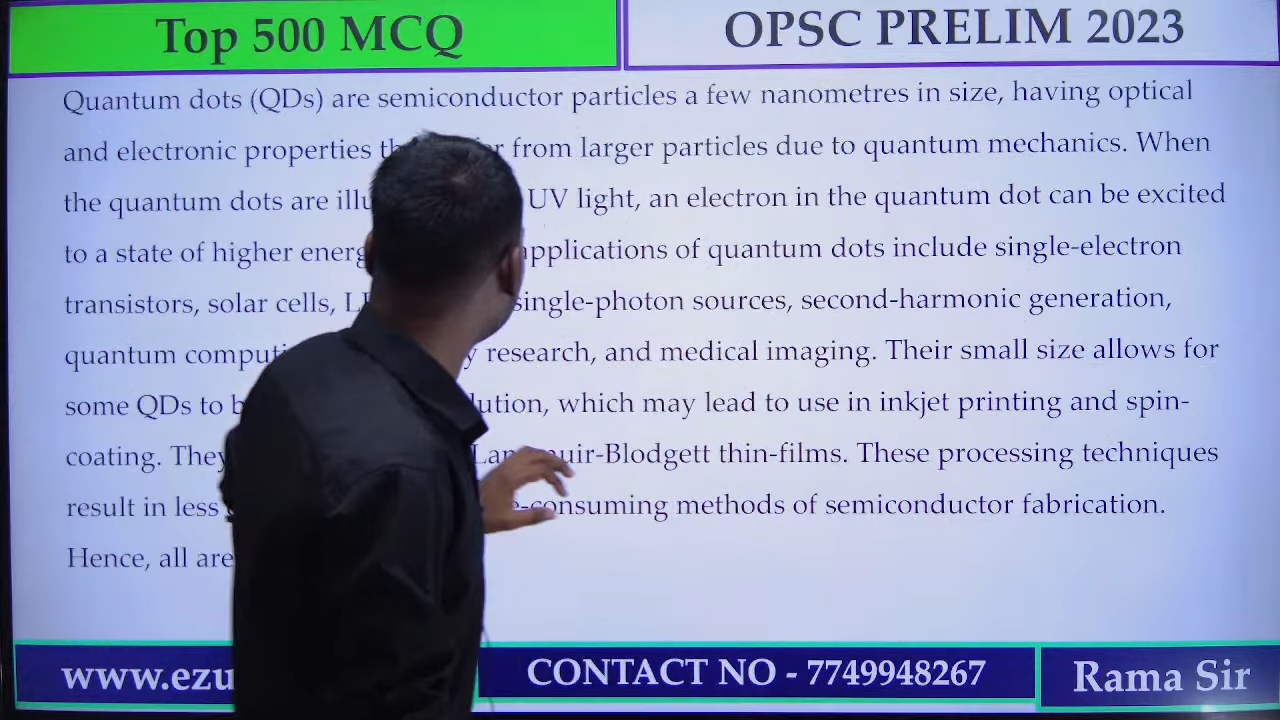 Top 500 MCQ
OPSC PRELIM 2023
Quantum dots (QDs) are semiconductor particles a few nanometres in size, having optical
and electronic properties from larger particles due to quantum mechanics. When
the quantum dots are UV light, an electron in the quantum dot can be excited
to a state of higher applications of quantum dots include single-electron
transistors, solar cells, single-photon sources, second-harmonic generation,
quantum research, and medical imaging. Their small size allows for
some QDs to which may lead to use in inkjet printing and spin-
coating. They Langmuir-Blodgett thin-films. These processing techniques
result in less methods of semiconductor fabrication.
Hence, all are
CONTACT NO - 7749948267
Rama Sir